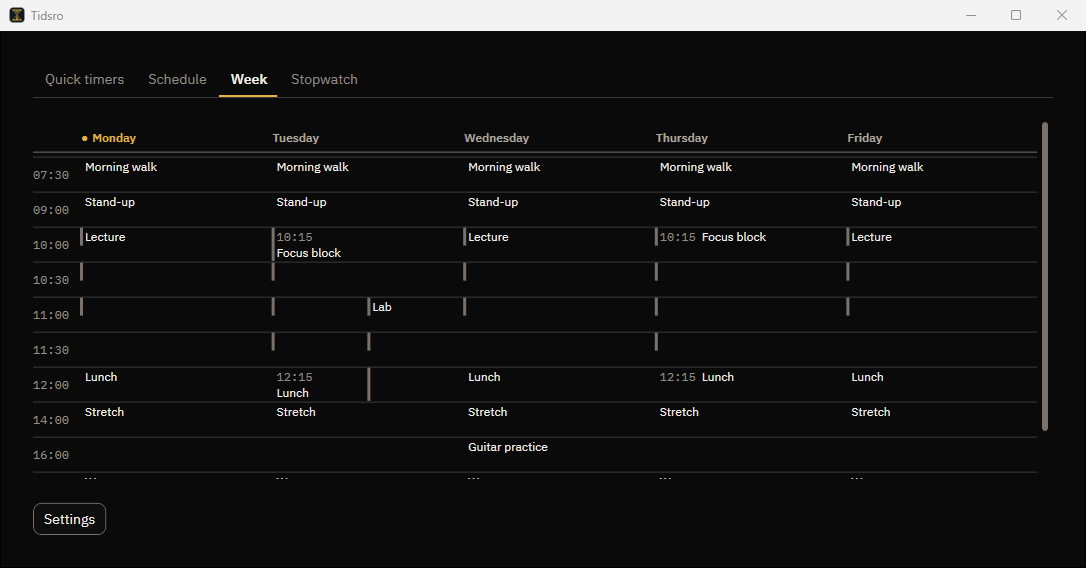 Tidsro
Quick timers Schedule Week Stopwatch
Monday Tuesday Wednesday Thursday Friday
07:30 Morning walk Morning walk Morning walk Morning walk Morning walk
09:00 Stand-up Stand-up Stand-up Stand-up Stand-up
10:00 Lecture 10:15 Focus block Lecture 10:15 Focus block Lecture
10:30
11:00 Lab
11:30
12:00 Lunch 12:15 Lunch Lunch 12:15 Lunch Lunch
14:00 Stretch Stretch Stretch Stretch Stretch
16:00 Guitar practice
... ... ... ... ...
Settings